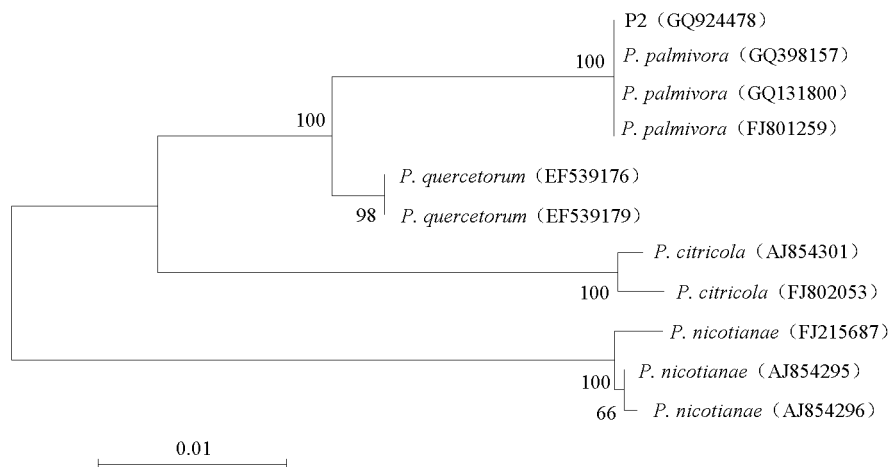 P2（GQ924478）
P. palmivora（GQ398157）
100
P. palmivora（GQ131800）
100
P. palmivora（FJ801259）
P. quercetorum（EF539176）
98
P. quercetorum（EF539179）
P. citricola（AJ854301）
100
P. citricola（FJ802053）
P. nicotianae（FJ215687）
P. nicotianae（AJ854295）
100
66
P. nicotianae（AJ854296）
0.01